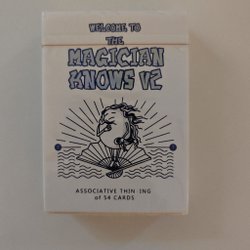 WELCOME TO
THE
MAGICIAN
KNOWS V2
ASSOCIATIVE THIN ING
of 54 CARDS